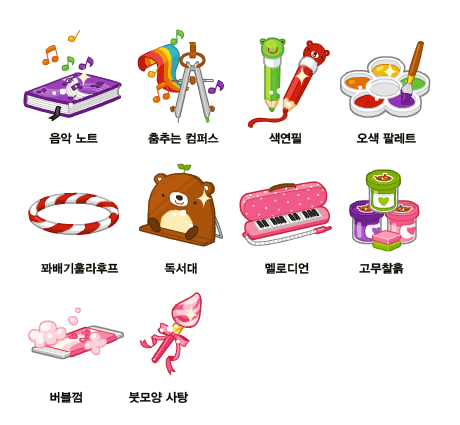 음악 노트
춤추는 컴퍼스
색연필
오색 팔레트
꽈배기훌라후프
독서대
멜로디언
고무찰흙
버블껌
붓모양 사탕